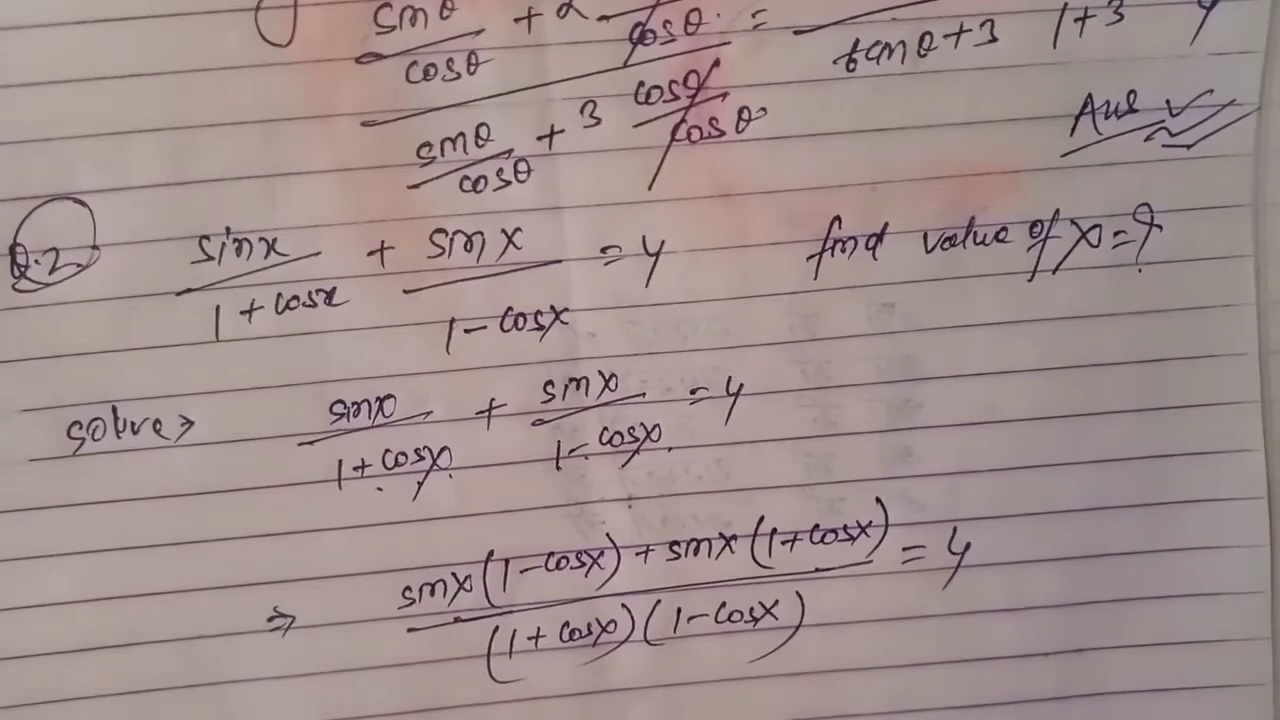 sinθ/cosθ + 2 cosθ/cosθ =
sinθ/cosθ + 3 cosθ/cosθ
tanθ+3 1+3 4
Ans
Q.2 sinx/1+cosx + sinx/1-cosx = 4 find value of x=?
Solve⇒ sinx/1+cosx + sinx/1-cosx = 4
⇒ sinx(1-cosx)+sinx(1+cosx)/(1+cosx)(1-cosx) = 4